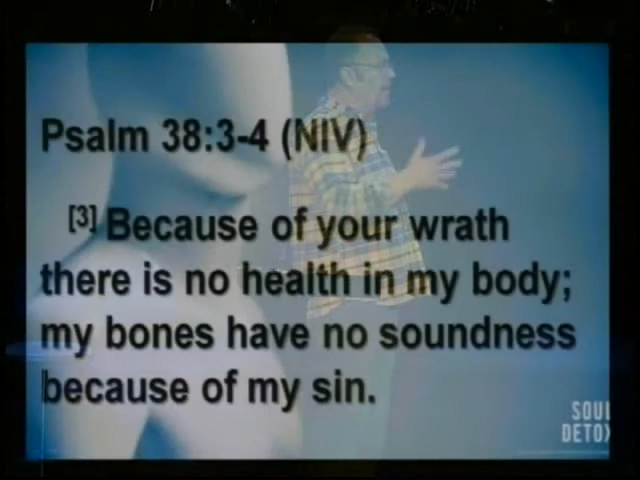 Psalm 38:3-4 (NIV)
[3] Because of your wrath
there is no health in my body;
my bones have no soundness
because of my sin.
SOUL
DETOX